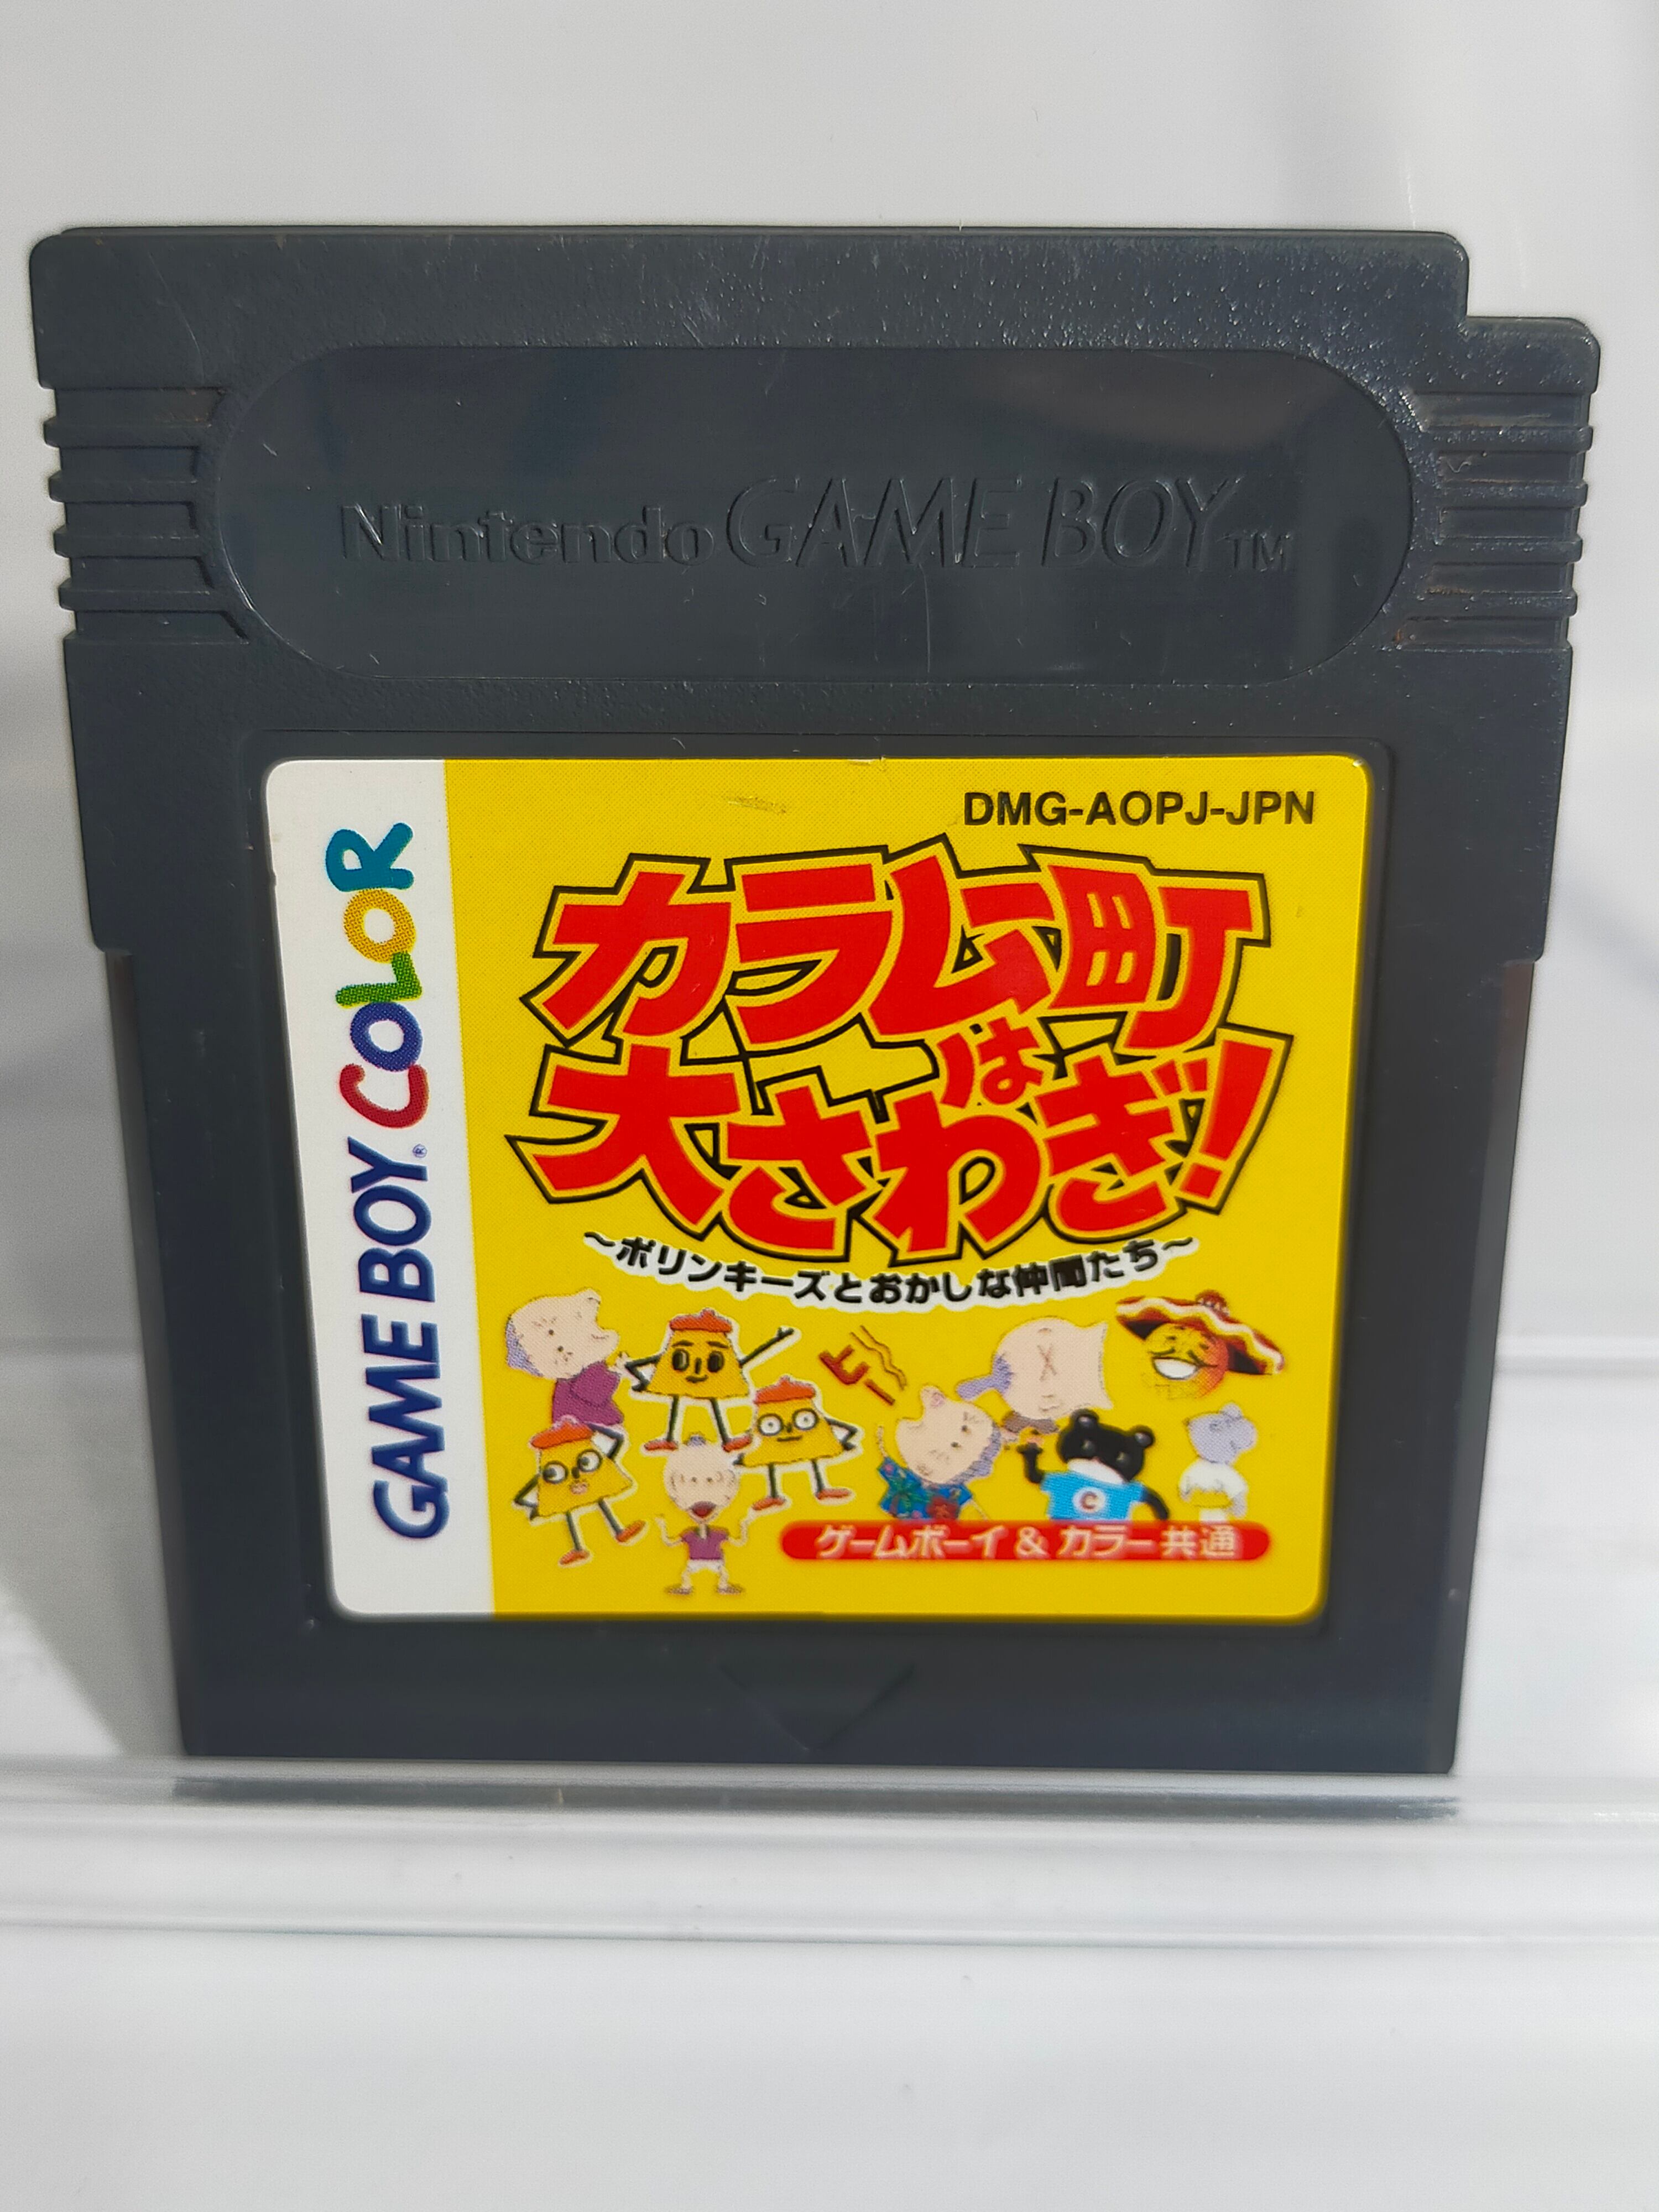 Nintendo GAME BOY TM
GAME BOY® COLOR
DMG-AOPJ-JPN
カラムー町
は
大さわぎ!
〜ポリンキーズとおかしな仲間たち〜
C
ゲームボーイ & カラー共通